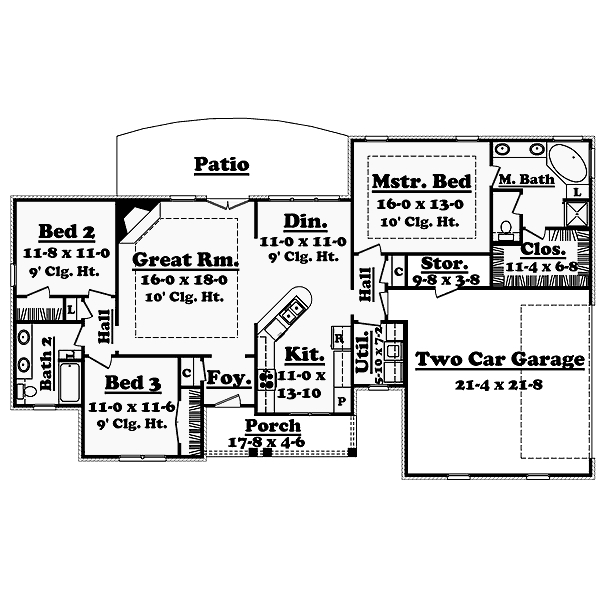 Patio
Mstr. Bed
16-0 x 13-0
10' Clg. Ht.
M. Bath
L
Bed 2
11-8 x 11-0
9' Clg. Ht.
Great Rm.
16-0 x 18-0
10' Clg. Ht.
Din.
11-0 x 11-0
9' Clg. Ht.
Hall
C
Stor.
9-8 x 3-8
Clos.
11-4 x 6-8
L
Hall
Bath 2
L
Bed 3
11-0 x 11-6
9' Clg. Ht.
C
Foy.
Kit.
11-0 x
13-10
R
P
Util.
5-10 x 7-2
Two Car Garage
21-4 x 21-8
Porch
17-8 x 4-6